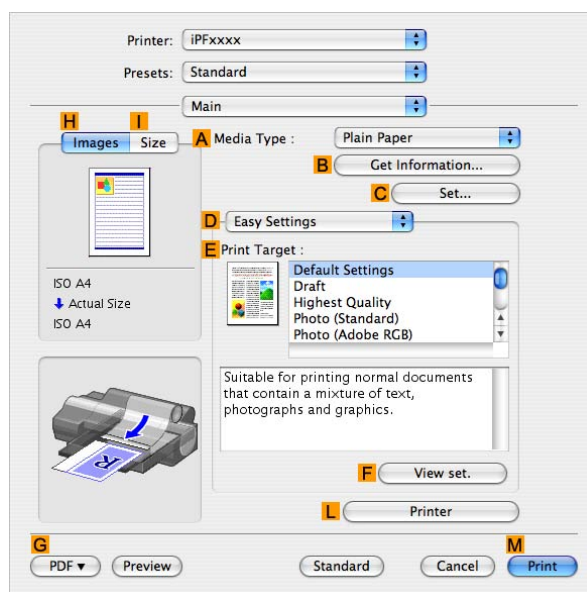 Printer: iPFxxxx
Presets: Standard
Main
H I
Images Size
A Media Type : Plain Paper
B Get Information...
C Set...
D Easy Settings
E Print Target :
Default Settings
Draft
Highest Quality
Photo (Standard)
Photo (Adobe RGB)
ISO A4
Actual Size
ISO A4
Suitable for printing normal documents
that contain a mixture of text,
photographs and graphics.
R
F View set.
L Printer
G M
PDF Preview Standard Cancel Print